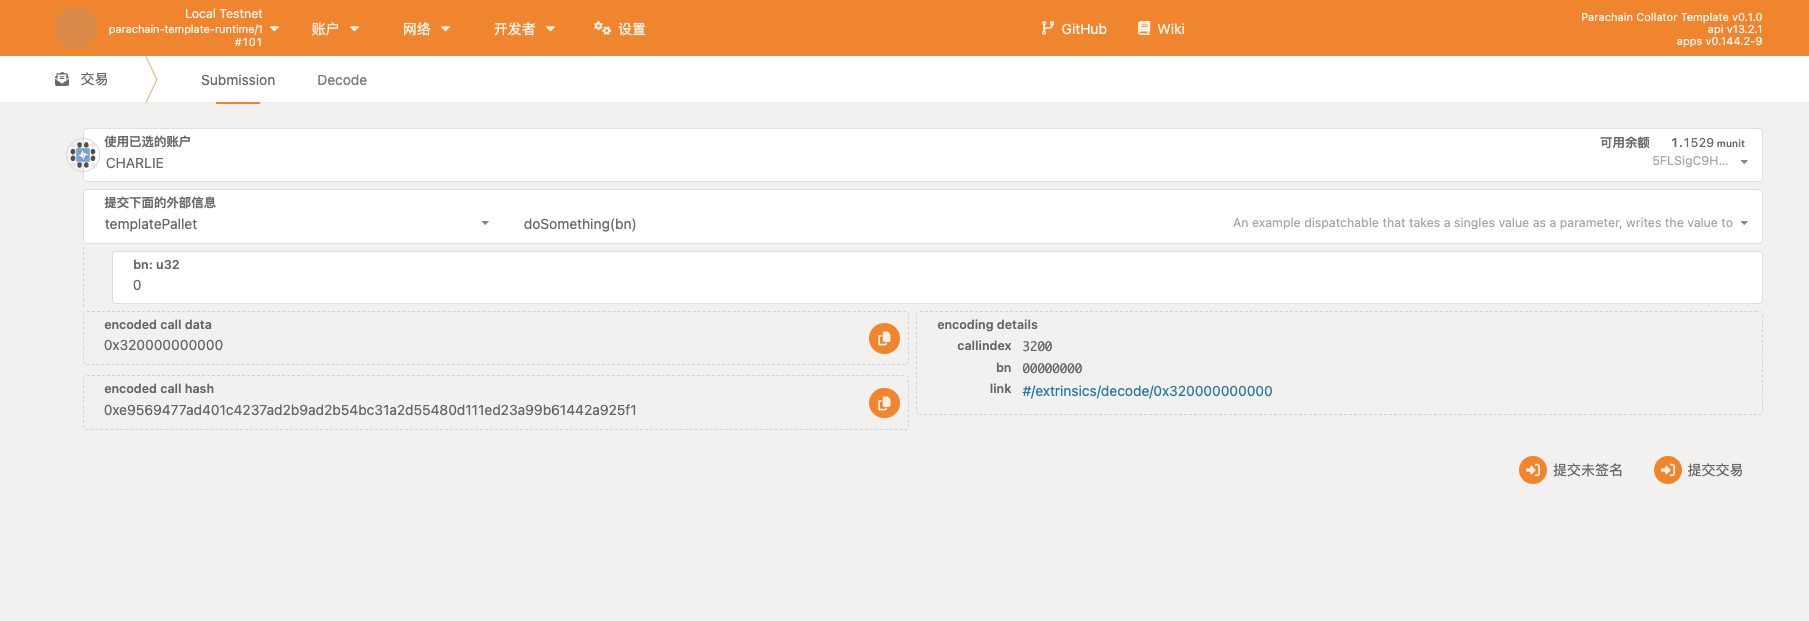 Local Testnet
parachain-template-runtime/1
#101
账户
网络
开发者
设置
GitHub
Wiki
Parachain Collator Template v0.1.0
api v13.2.1
apps v0.144.2-9
交易
Submission
Decode
使用已选的账户
CHARLIE
可用余额 1.1529 munit
5FLSigC9H...
提交下面的外部信息
templatePallet
doSomething(bn)
An example dispatchable that takes a singles value as a parameter, writes the value to
bn: u32
0
encoded call data
0x320000000000
encoded call hash
0xe9569477ad401c4237ad2b9ad2b54bc31a2d55480d111ed23a99b61442a925f1
encoding details
callindex 3200
bn 00000000
link #/extrinsics/decode/0x320000000000
提交未签名
提交交易